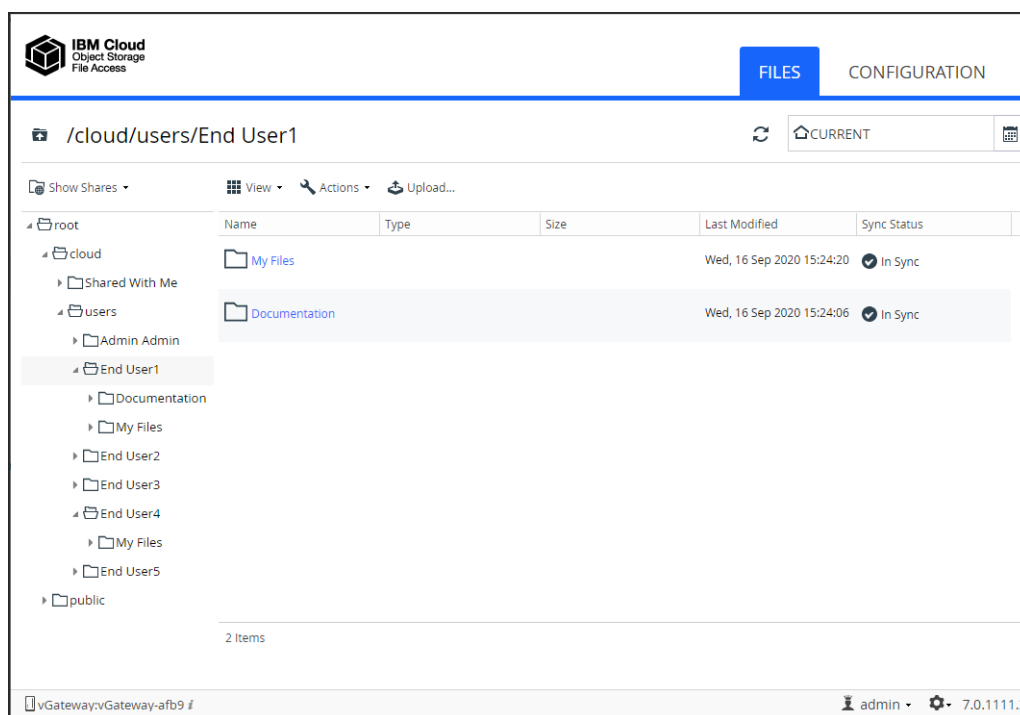 IBM Cloud
Object Storage
File Access
FILES CONFIGURATION
/cloud/users/End User1 CURRENT
Show Shares View Actions Upload...
root Name Type Size Last Modified Sync Status
cloud
My Files Wed, 16 Sep 2020 15:24:20 In Sync
Shared With Me
users
Documentation Wed, 16 Sep 2020 15:24:06 In Sync
Admin Admin
End User1
Documentation
My Files
End User2
End User3
End User4
My Files
End User5
public
2 Items
vGateway:vGateway-afb9 i admin 7.0.1111.